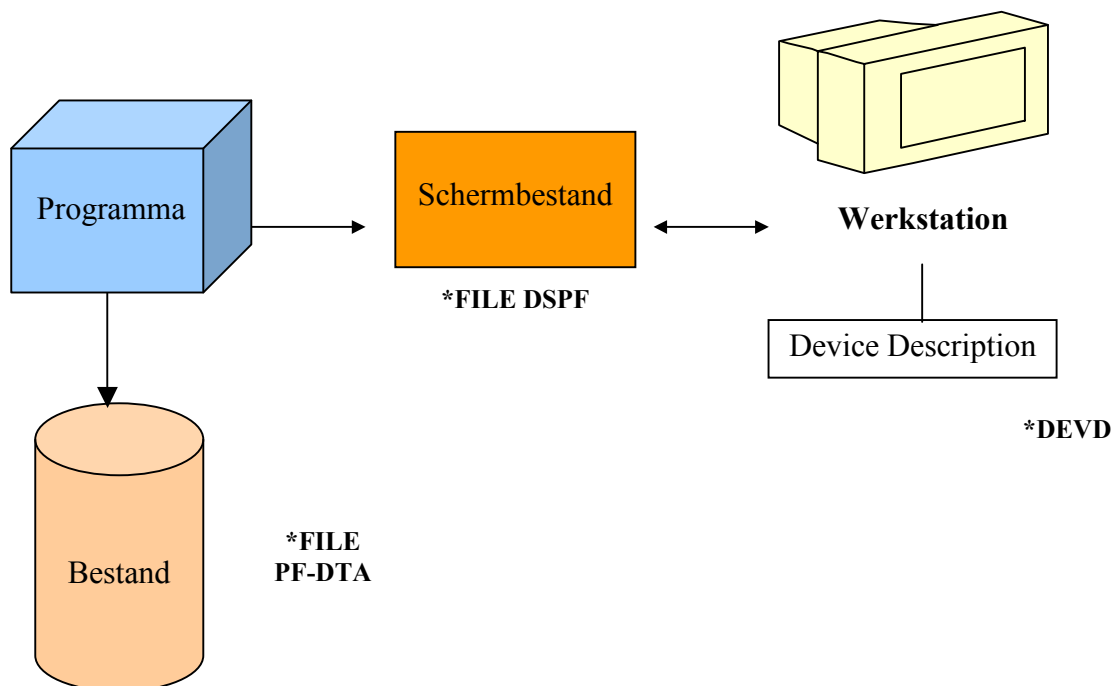 Programma
Schermbestand
Werkstation
*FILE DSPF
Device Description
*DEVD
Bestand
*FILE
PF-DTA